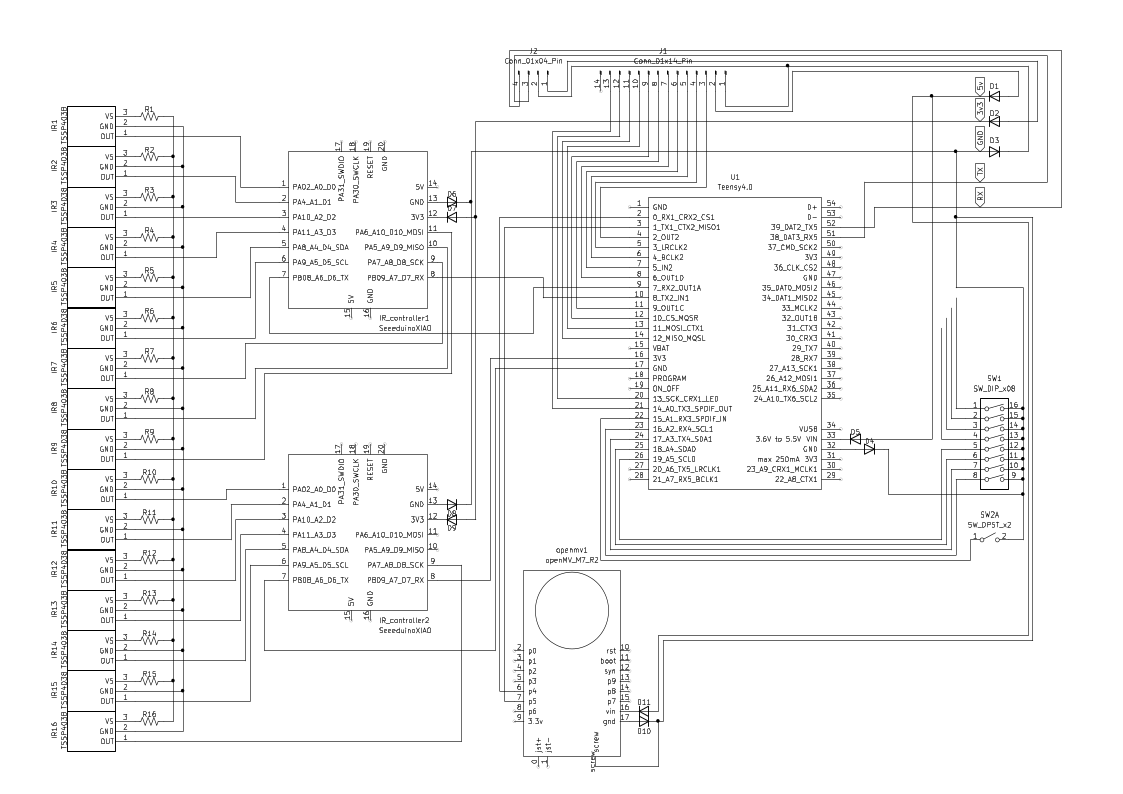 J2
Conn_01x04_Pin
4 3 2 1
J1
Conn_01x14_Pin
14 13 12 11 10 9 8 7 6 5 4 3 2 1
5v
D1
3v3
D2
GND
D3
TX
RX
IR1
TSSP4038
VS 3
GND 2
OUT 1
R1
IR2
TSSP4038
VS 3
GND 2
OUT 1
R2
IR3
TSSP4038
VS 3
GND 2
OUT 1
R3
IR4
TSSP4038
VS 3
GND 2
OUT 1
R4
IR5
TSSP4038
VS 3
GND 2
OUT 1
R5
IR6
TSSP4038
VS 3
GND 2
OUT 1
R6
IR7
TSSP4038
VS 3
GND 2
OUT 1
R7
IR8
TSSP4038
VS 3
GND 2
OUT 1
R8
IR9
TSSP4038
VS 3
GND 2
OUT 1
R9
IR10
TSSP4038
VS 3
GND 2
OUT 1
R10
IR11
TSSP4038
VS 3
GND 2
OUT 1
R11
IR12
TSSP4038
VS 3
GND 2
OUT 1
R12
IR13
TSSP4038
VS 3
GND 2
OUT 1
R13
IR14
TSSP4038
VS 3
GND 2
OUT 1
R14
IR15
TSSP4038
VS 3
GND 2
OUT 1
R15
IR16
TSSP4038
VS 3
GND 2
OUT 1
R16
17 18 19 20
PA31_SWDIO
PA30_SWCLK
RESET
GND
1 PA02_A0_D0
2 PA4_A1_D1
3 PA10_A2_D2
4 PA11_A3_D3
5 PA8_A4_D4_SDA
6 PA9_A5_D5_SCL
7 PB08_A6_D6_TX
5V 14
GND 13
3V3 12
PA6_A10_D10_MOSI 11
PA5_A9_D9_MISO 10
PA7_A8_D8_SCK 9
PB09_A7_D7_RX 8
15 5V
16 GND
IR_controller1
SeeeduinoXIAO
D6
17 18 19 20
PA31_SWDIO
PA30_SWCLK
RESET
GND
1 PA02_A0_D0
2 PA4_A1_D1
3 PA10_A2_D2
4 PA11_A3_D3
5 PA8_A4_D4_SDA
6 PA9_A5_D5_SCL
7 PB08_A6_D6_TX
5V 14
GND 13
3V3 12
PA6_A10_D10_MOSI 11
PA5_A9_D9_MISO 10
PA7_A8_D8_SCK 9
PB09_A7_D7_RX 8
15 5V
16 GND
IR_controller2
SeeeduinoXIAO
D9
U1
Teensy4.0
1 GND
2 0_RX1_CRX2_CS1
3 1_TX1_CTX2_MISO1
4 2_OUT2
5 3_LRCLK2
6 4_BCLK2
7 5_IN2
8 6_OUT1D
9 7_RX2_OUT1A
10 8_TX2_IN1
11 9_OUT1C
12 10_CS_MQSR
13 11_MOSI_CTX1
14 12_MISO_MQSL
15 VBAT
16 3V3
17 GND
18 PROGRAM
19 ON_OFF
20 13_SCK_CRX1_LED
21 14_A0_TX3_SPDIF_OUT
22 15_A1_RX3_SPDIF_IN
23 16_A2_RX4_SCL1
24 17_A3_TX4_SDA1
25 18_A4_SDA0
26 19_A5_SCL0
27 20_A6_TX5_LRCLK1
28 21_A7_RX5_BCLK1
D+ 54
D- 53
39_DAT2_TX5 52
38_DAT3_RX5 51
37_CMD_SCK2 50
3V3 49
36_CLK_CS2 48
GND 47
35_DAT0_MOSI2 46
34_DAT1_MISO2 45
33_MCLK2 44
32_OUT1B 43
31_CTX3 42
30_CRX3 41
29_TX7 40
28_RX7 39
27_A13_SCK1 38
26_A12_MOSI1 37
25_A11_RX6_SDA2 36
24_A10_TX6_SCL2 35
VUSB 34
3.6V to 5.5V VIN 33
GND 32
max 250mA 3V3 31
23_A9_CRX1_MCLK1 30
22_A8_CTX1 29
D5
D4
SW1
SW_DIP_x08
1 16
2 15
3 14
4 13
5 12
6 11
7 10
8 9
SW2A
SW_DPST_x2
1 2
openmv1
openMV_M7_R2
2 p0
3 p1
4 p2
5 p3
6 p4
7 p5
8 p6
9 3.3v
rst 10
boot 11
syn 12
p9 13
p8 14
p7 15
vin 16
gnd 17
D11
D10
0 jst+
1 jst-
screw
screw